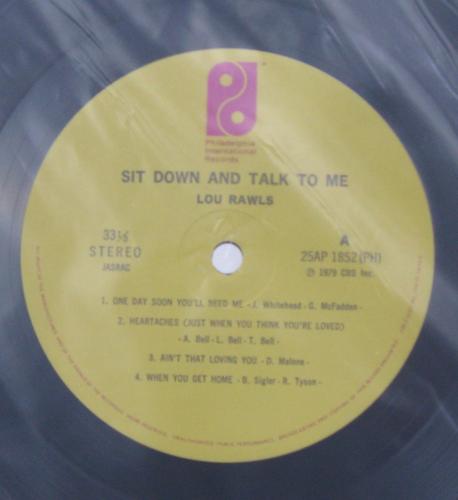 Philadelphia
International
Records
SIT DOWN AND TALK TO ME
LOU RAWLS
33⅓
STEREO
JASRAC
A
25AP 1852 (PH)
℗ 1979 CBS Inc.
1. ONE DAY SOON YOU'LL NEED ME - J. Whitehead - G. McFadden -
2. HEARTACHES (JUST WHEN YOU THINK YOU'RE LOVED)
- A. Bell - L. Bell - T. Bell -
3. AIN'T THAT LOVING YOU - D. Malone -
4. WHEN YOU GET HOME - B. Sigler - R. Tyson -